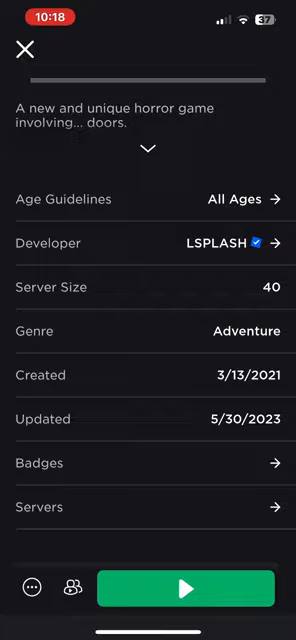 10:18
37
A new and unique horror game
involving... doors.
Age Guidelines All Ages
Developer LSPLASH
Server Size 40
Genre Adventure
Created 3/13/2021
Updated 5/30/2023
Badges
Servers